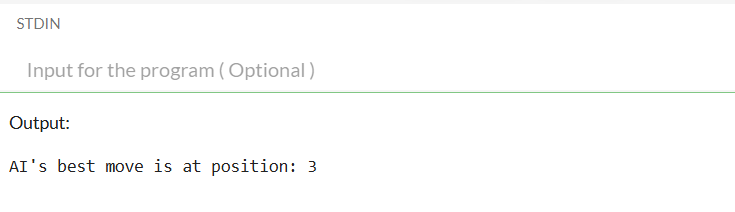 STDIN
Input for the program ( Optional )
Output:
AI's best move is at position: 3